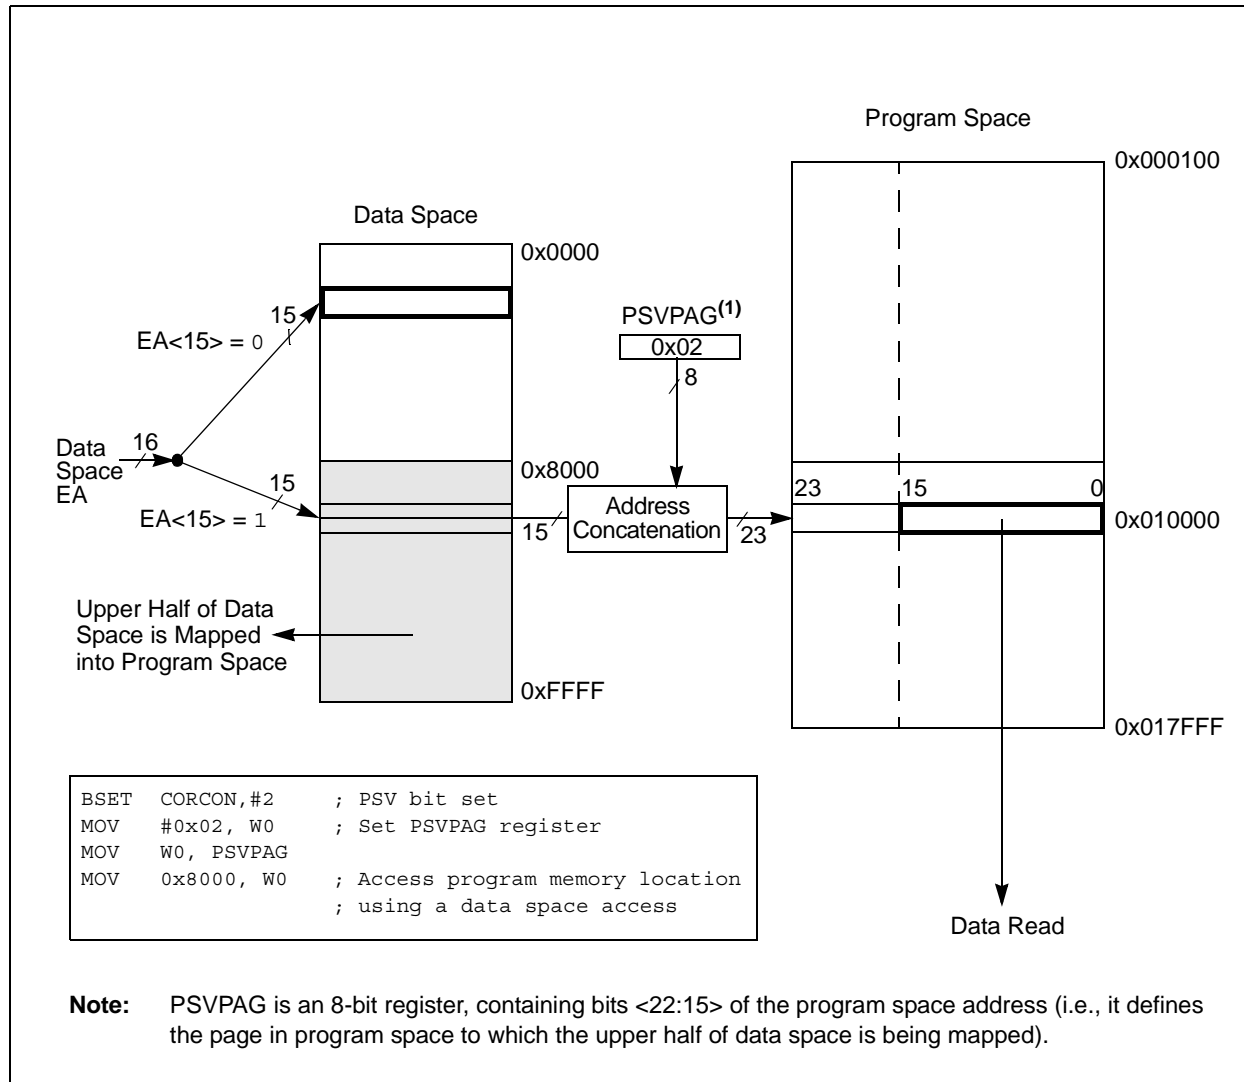 Program Space
0x000100
Data Space
0x0000
15
EA<15> = 0
PSVPAG(1)
0x02
8
Data
Space
EA
16
15
EA<15> = 1
0x8000
15
Address
Concatenation
23
23 15 0
0x010000
Upper Half of Data
Space is Mapped
into Program Space
0xFFFF
0x017FFF
BSET CORCON,#2 ; PSV bit set
MOV #0x02, W0 ; Set PSVPAG register
MOV W0, PSVPAG
MOV 0x8000, W0 ; Access program memory location
; using a data space access
Data Read
Note: PSVPAG is an 8-bit register, containing bits <22:15> of the program space address (i.e., it defines
the page in program space to which the upper half of data space is being mapped).